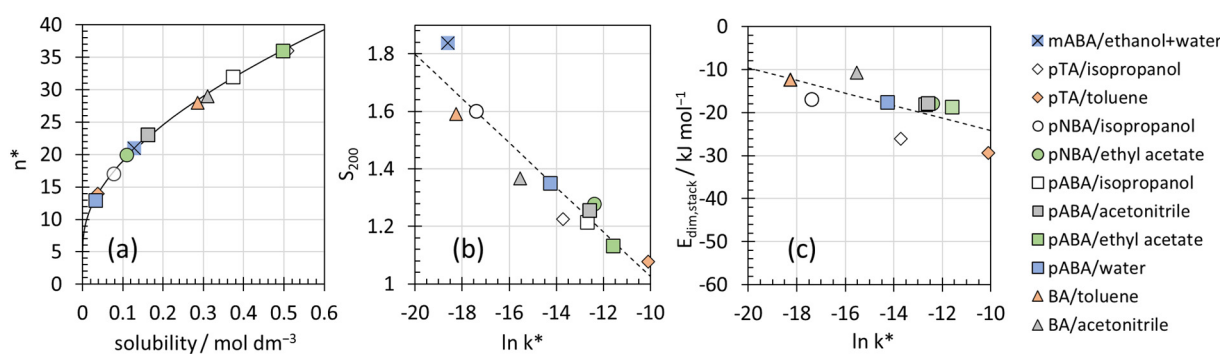 40
35
30
25
20
15
10
5
0
n*
(a)
0 0.1 0.2 0.3 0.4 0.5 0.6
solubility / mol dm⁻³
1.8
1.6
1.4
1.2
1
S₂₀₀
(b)
-20 -18 -16 -14 -12 -10
ln k*
0
-10
-20
-30
-40
-50
-60
E_dim,stack / kJ mol⁻¹
(c)
-20 -18 -16 -14 -12 -10
ln k*
mABA/ethanol+water
pTA/isopropanol
pTA/toluene
pNBA/isopropanol
pNBA/ethyl acetate
pABA/isopropanol
pABA/acetonitrile
pABA/ethyl acetate
pABA/water
BA/toluene
BA/acetonitrile